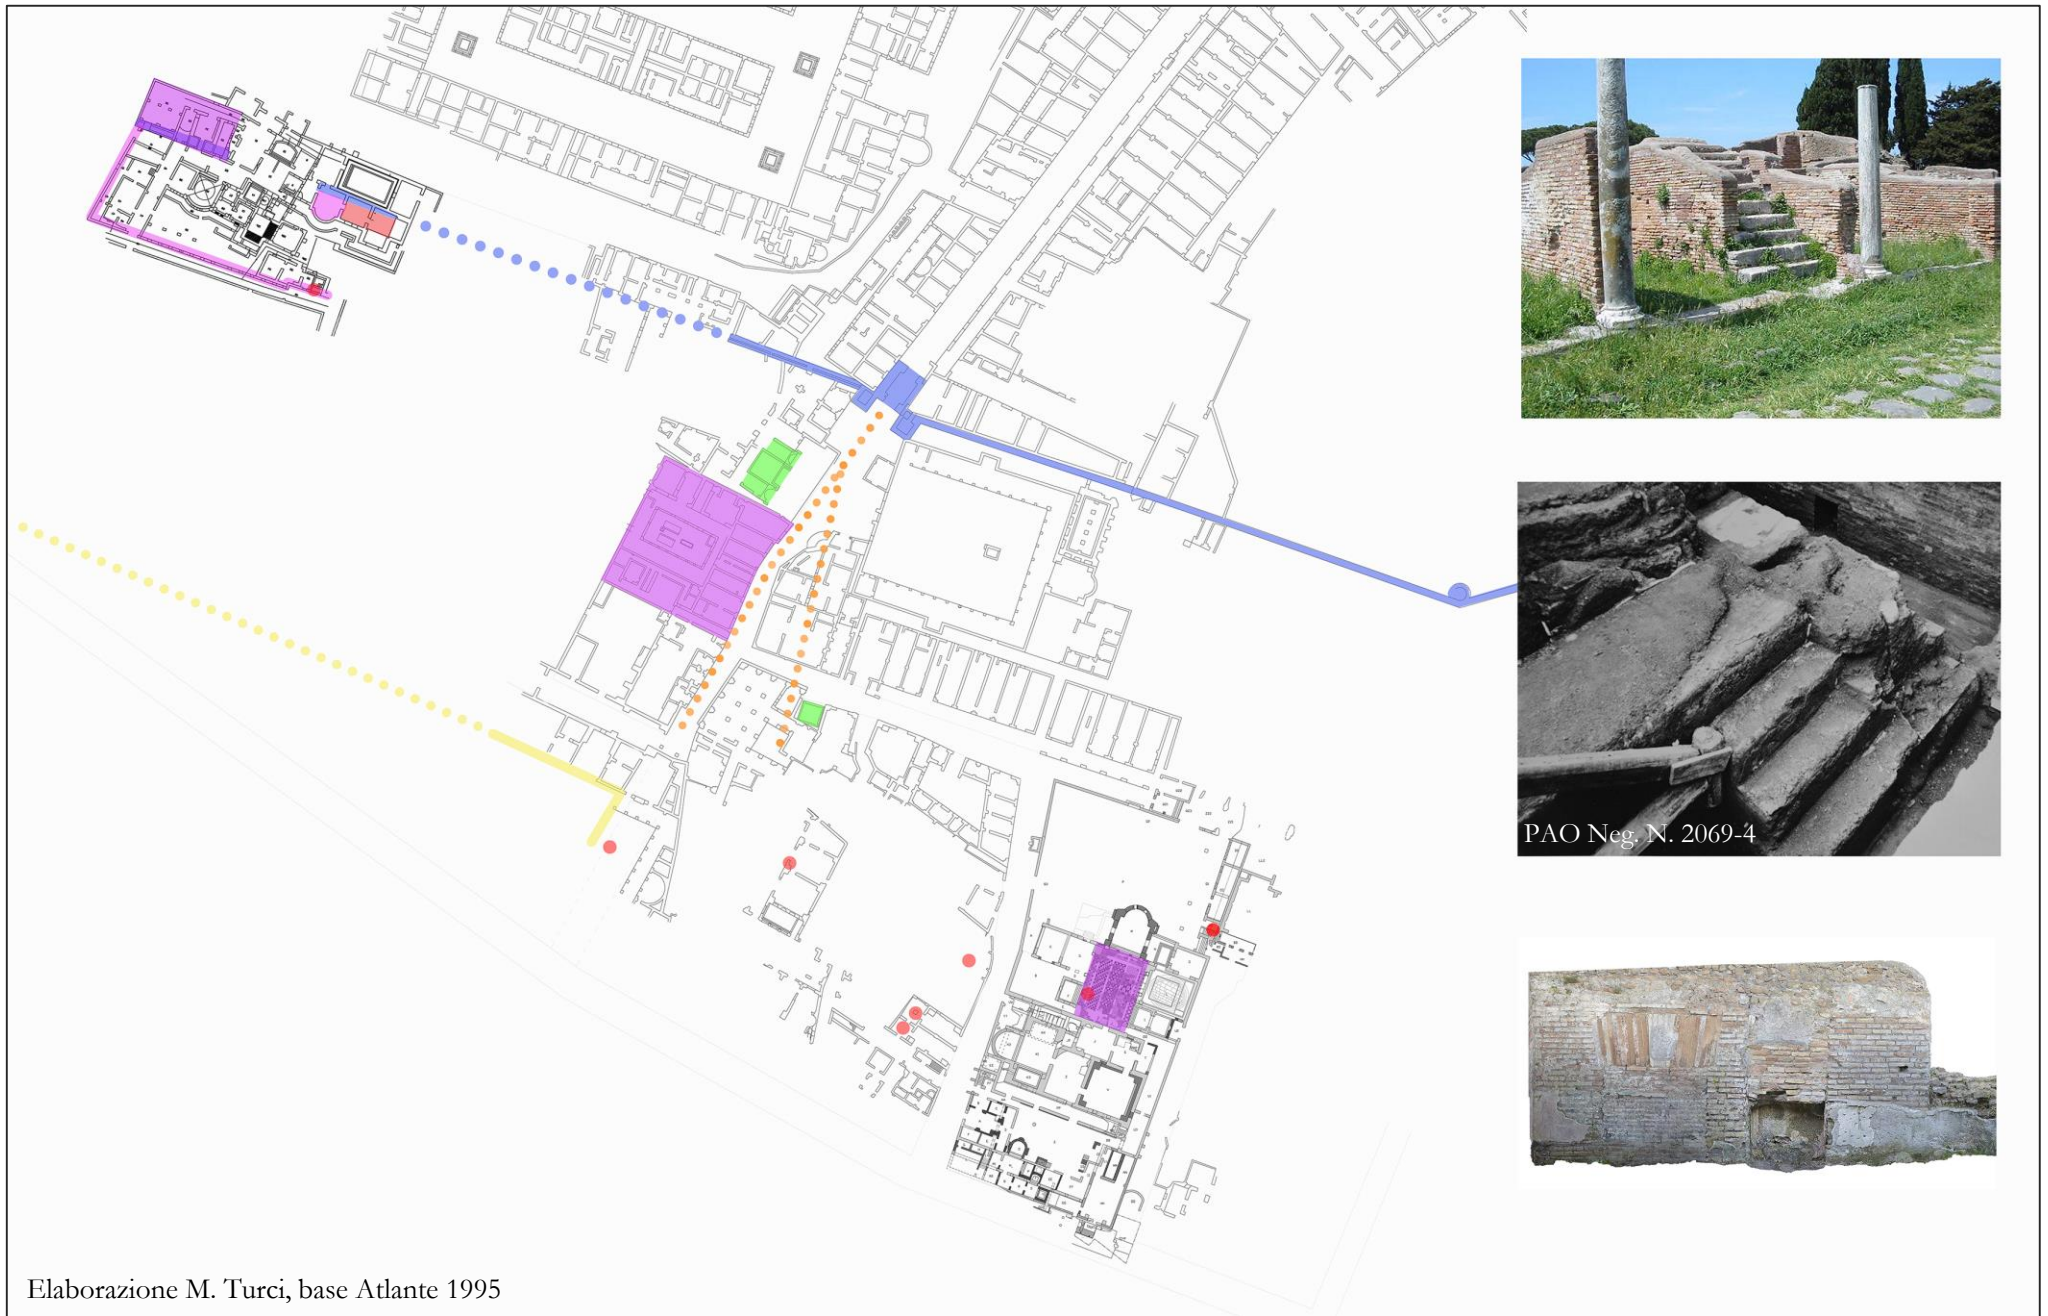 PAO Neg. N. 2069-4
Elaborazione M. Turci, base Atlante 1995